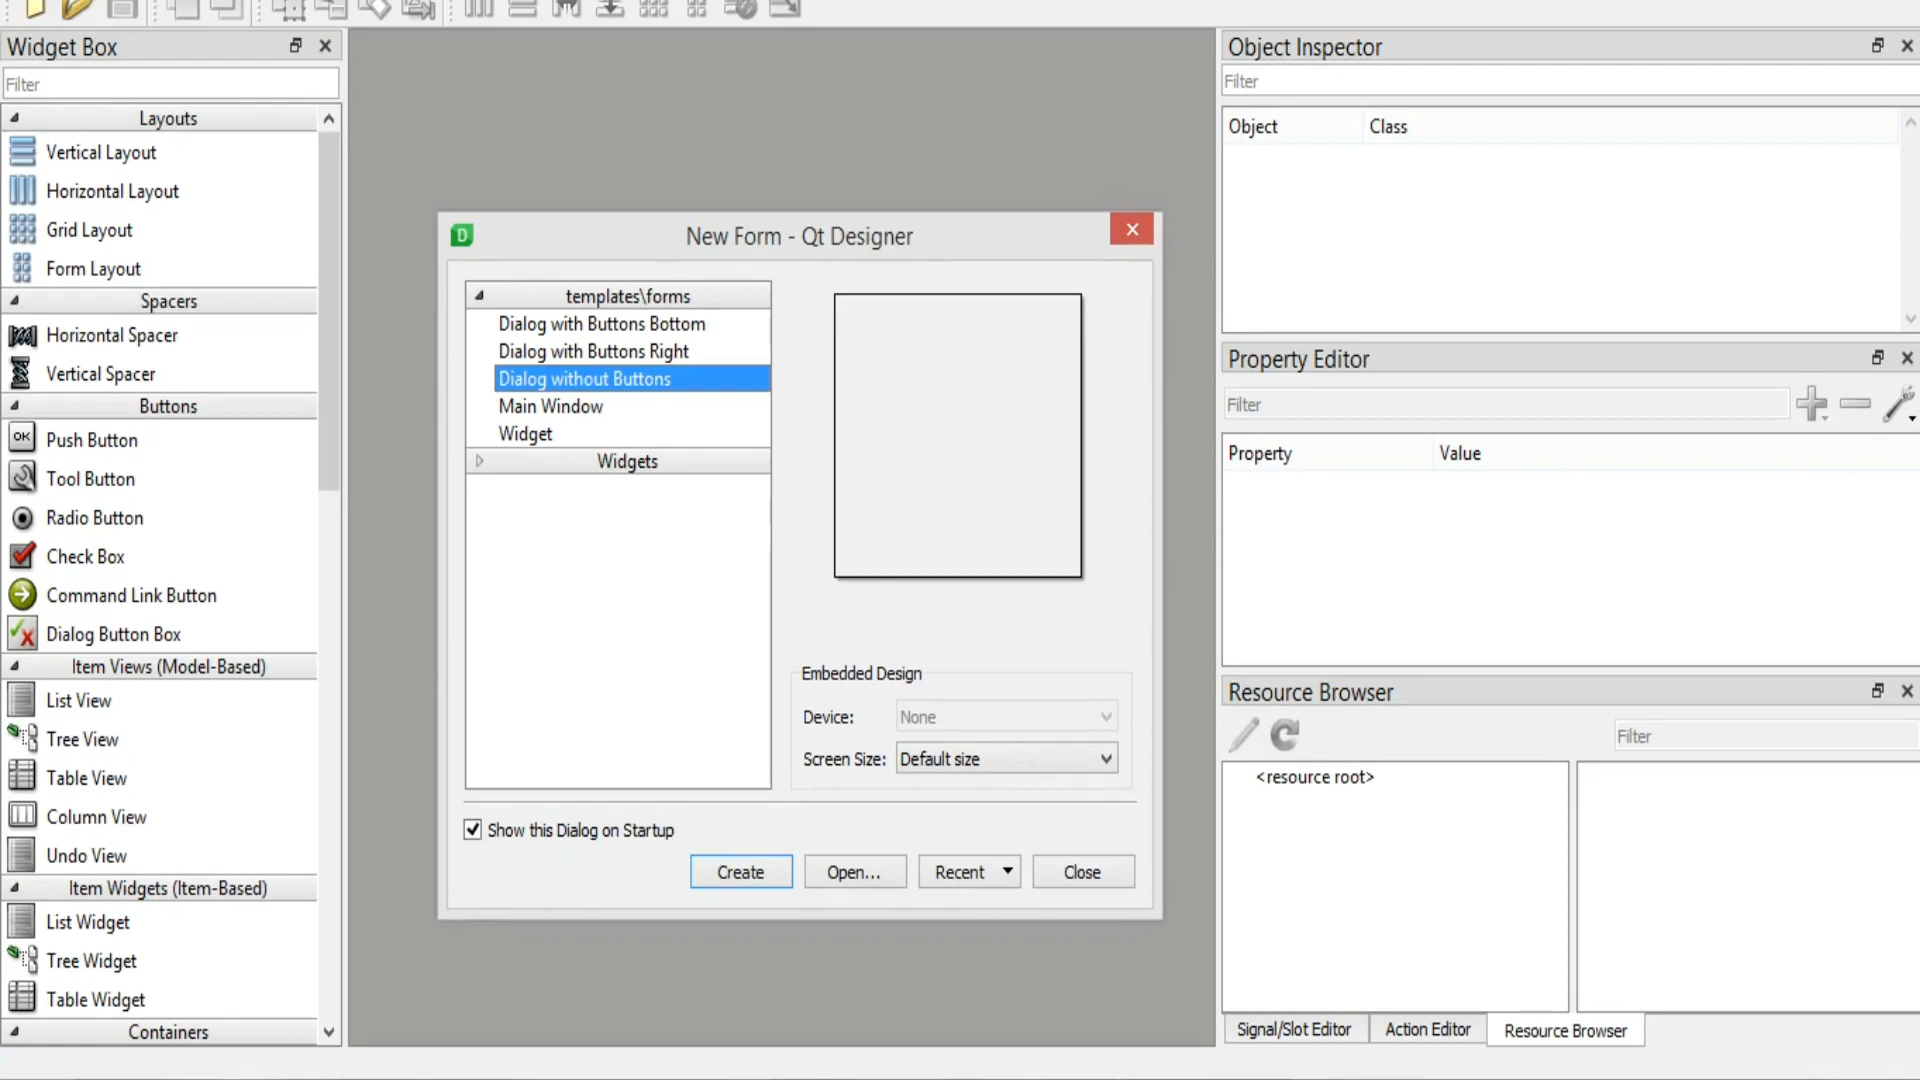 Widget Box
Filter
Layouts
Vertical Layout
Horizontal Layout
Grid Layout
Form Layout
Spacers
Horizontal Spacer
Vertical Spacer
Buttons
OK
Push Button
Tool Button
Radio Button
Check Box
Command Link Button
Dialog Button Box
Item Views (Model-Based)
List View
Tree View
Table View
Column View
Undo View
Item Widgets (Item-Based)
List Widget
Tree Widget
Table Widget
Containers
D
New Form - Qt Designer
templates\forms
Dialog with Buttons Bottom
Dialog with Buttons Right
Dialog without Buttons
Main Window
Widget
Widgets
Embedded Design
Device: None
Screen Size: Default size
Show this Dialog on Startup
Create Open... Recent Close
Object Inspector
Filter
Object Class
Property Editor
Filter
Property Value
Resource Browser
Filter
<resource root>
Signal/Slot Editor Action Editor Resource Browser